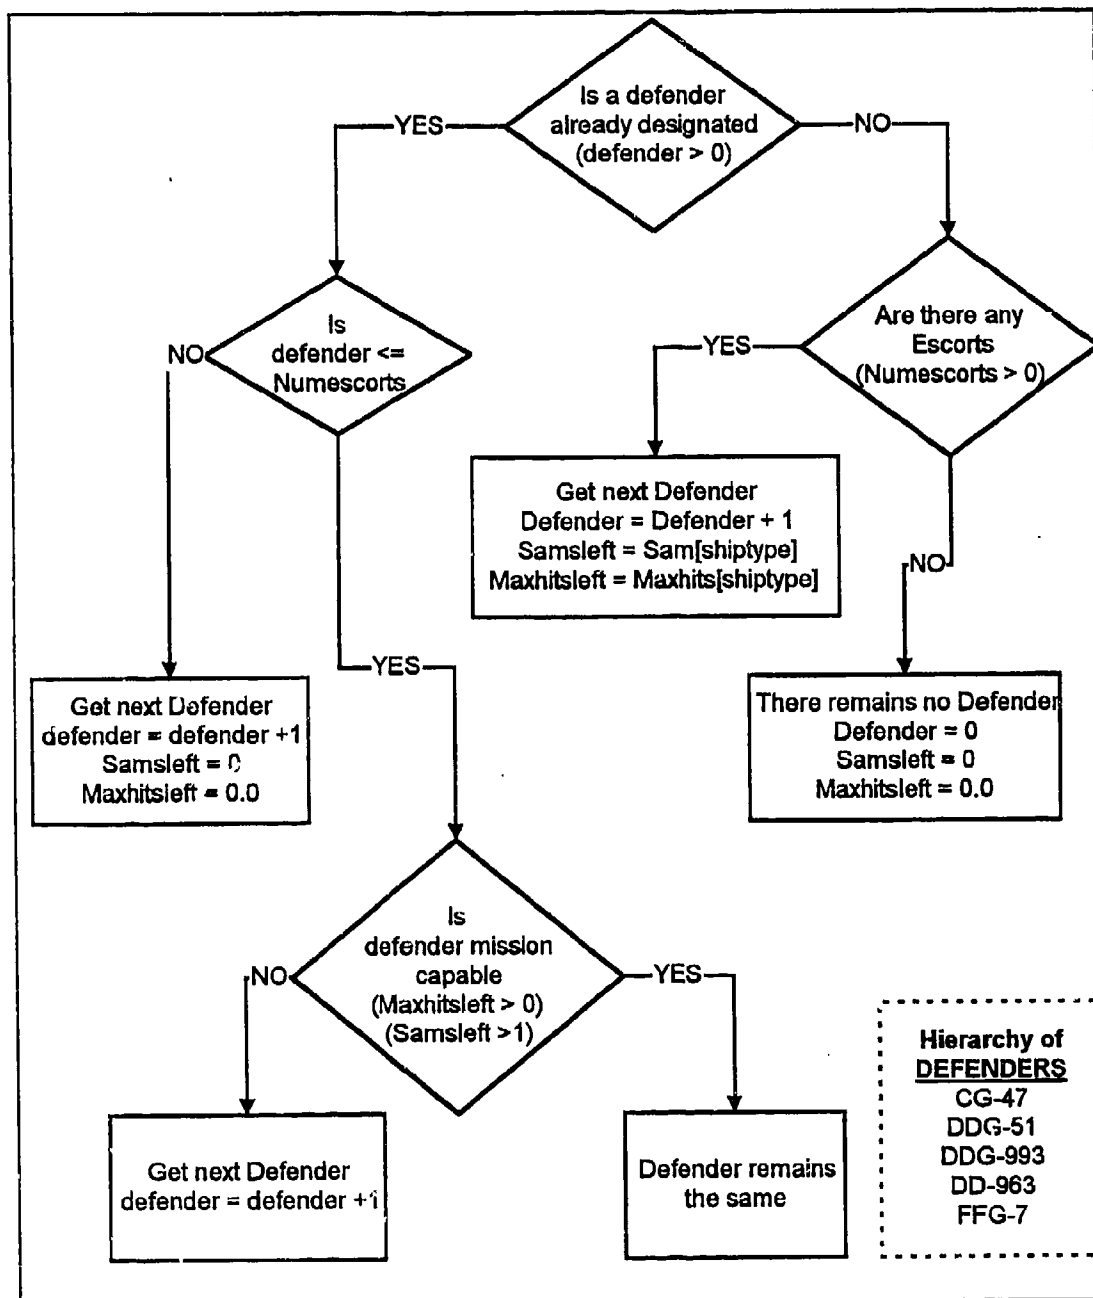 Is a defender
already designated
(defender > 0)
YES
NO
Is
defender <=
Numescorts
NO
Are there any
Escorts
(Numescorts > 0)
YES
Get next Defender
Defender = Defender + 1
Samsleft = Sam[shiptype]
Maxhitsleft = Maxhits[shiptype]
NO
YES
Get next Defender
defender = defender +1
Samsleft = 0
Maxhitsleft = 0.0
There remains no Defender
Defender = 0
Samsleft = 0
Maxhitsleft = 0.0
Is
defender mission
capable
(Maxhitsleft > 0)
(Samsleft >1)
NO
YES
Get next Defender
defender = defender +1
Defender remains
the same
Hierarchy of
DEFENDERS
CG-47
DDG-51
DDG-993
DD-963
FFG-7